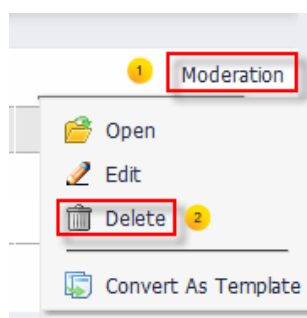 1 Moderation
Open
Edit
Delete 2
Convert As Template